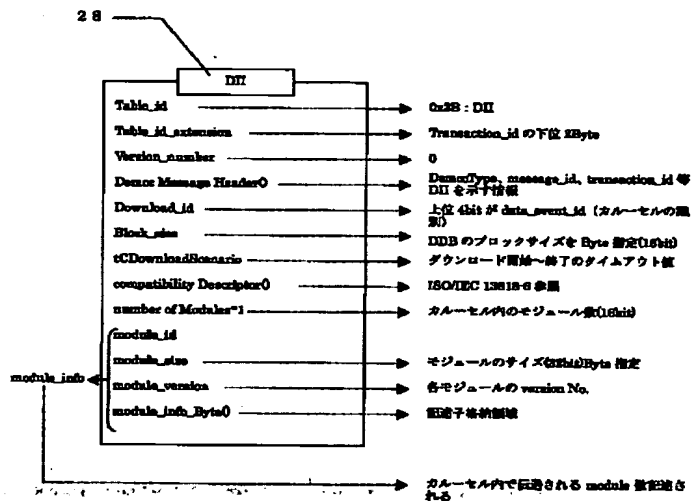 28
DII
Table_id
0x3B : DII
Table_id_extension
Transaction_id の下位 2Byte
Version_number
0
Dsmcc Message Header()
DsmccType、message_id、transaction_id 等
DII を示す情報
Download_id
上位 4bit が data_event_id (カルーセルの識
別)
Block_size
DDB のブロックサイズを Byte 指定(16bit)
tCDownloadScenario
ダウンロード開始〜終了のタイムアウト値
compatibility Descriptor()
ISO/IEC 13818-6 参照
number of Modules=1
カルーセル内のモジュール数(16bit)
module_id
module_size
モジュールのサイズ(32bit)Byte 指定
module_info
module_version
各モジュールの version No.
module_info_Byte()
記述子格納領域
カルーセル内で伝送される module 数記述さ
れる